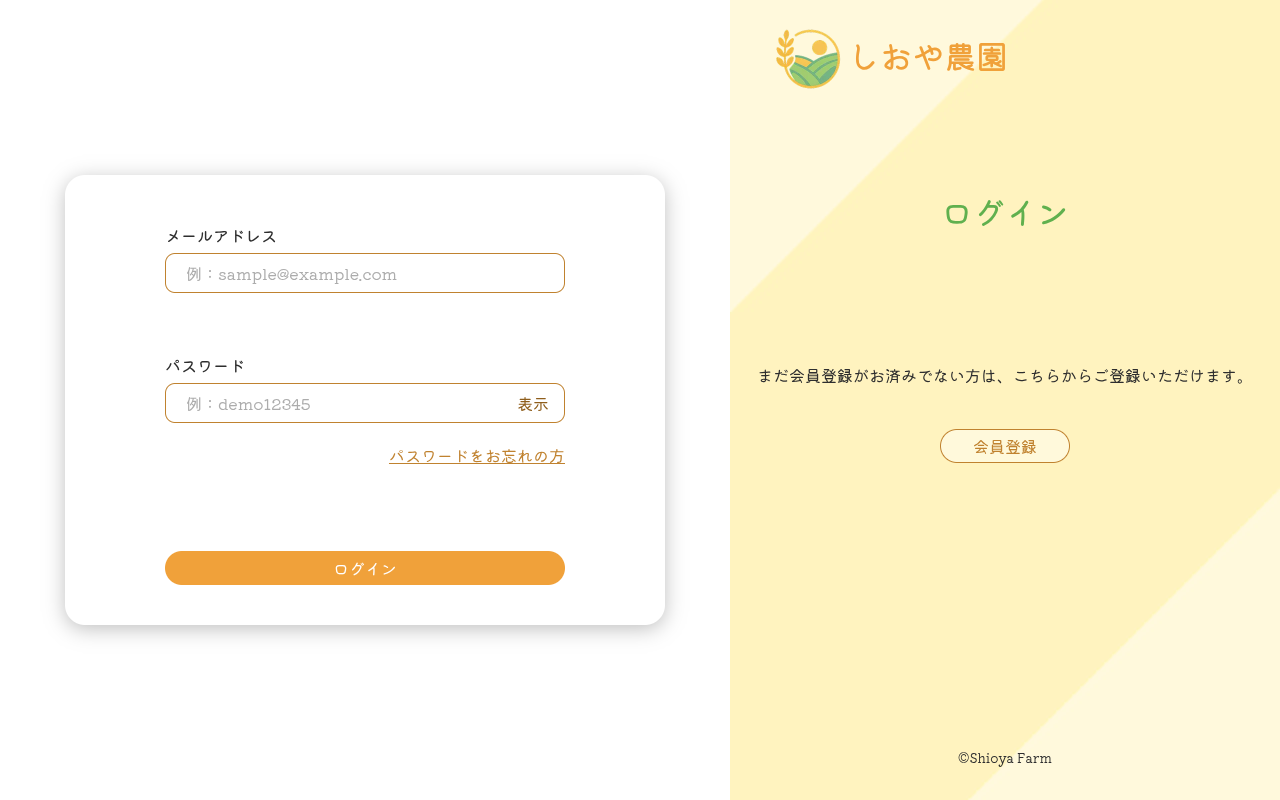 メールアドレス
例：sample@example.com
パスワード
例：demo12345
表示
パスワードをお忘れの方
ログイン
しおや農園
ログイン
まだ会員登録がお済みでない方は、こちらからご登録いただけます。
会員登録
©Shioya Farm